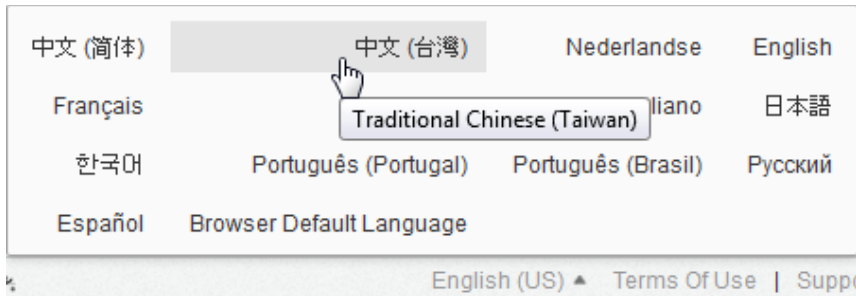 中文 (简体) 中文 (台灣) Nederlandse English
Français liano 日本語
Traditional Chinese (Taiwan)
한국어 Português (Portugal) Português (Brasil) Русский
Español Browser Default Language
English (US) ▲ Terms Of Use | Supp